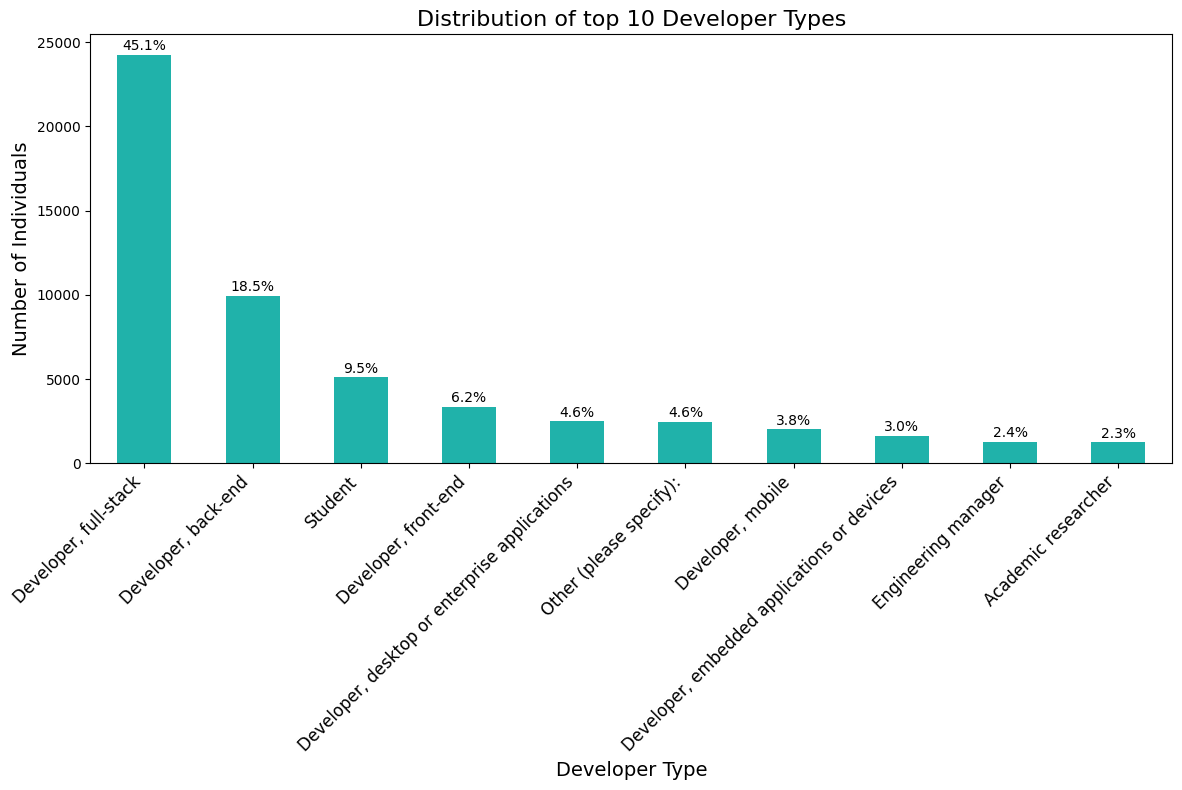 Distribution of top 10 Developer Types
Number of Individuals
25000
20000
15000
10000
5000
0
45.1%
18.5%
9.5%
6.2%
4.6%
4.6%
3.8%
3.0%
2.4%
2.3%
Developer, full-stack
Developer, back-end
Student
Developer, front-end
Developer, desktop or enterprise applications
Other (please specify):
Developer, mobile
Developer, embedded applications or devices
Engineering manager
Academic researcher
Developer Type